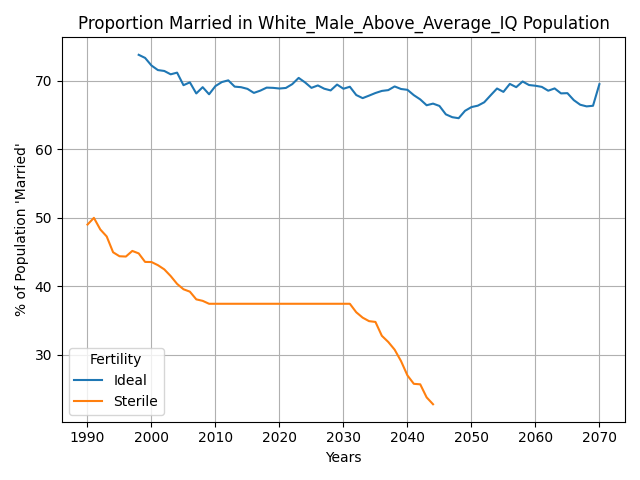 Proportion Married in White_Male_Above_Average_IQ Population
% of Population 'Married'
70
60
50
40
30
Fertility
Ideal
Sterile
1990 2000 2010 2020 2030 2040 2050 2060 2070
Years